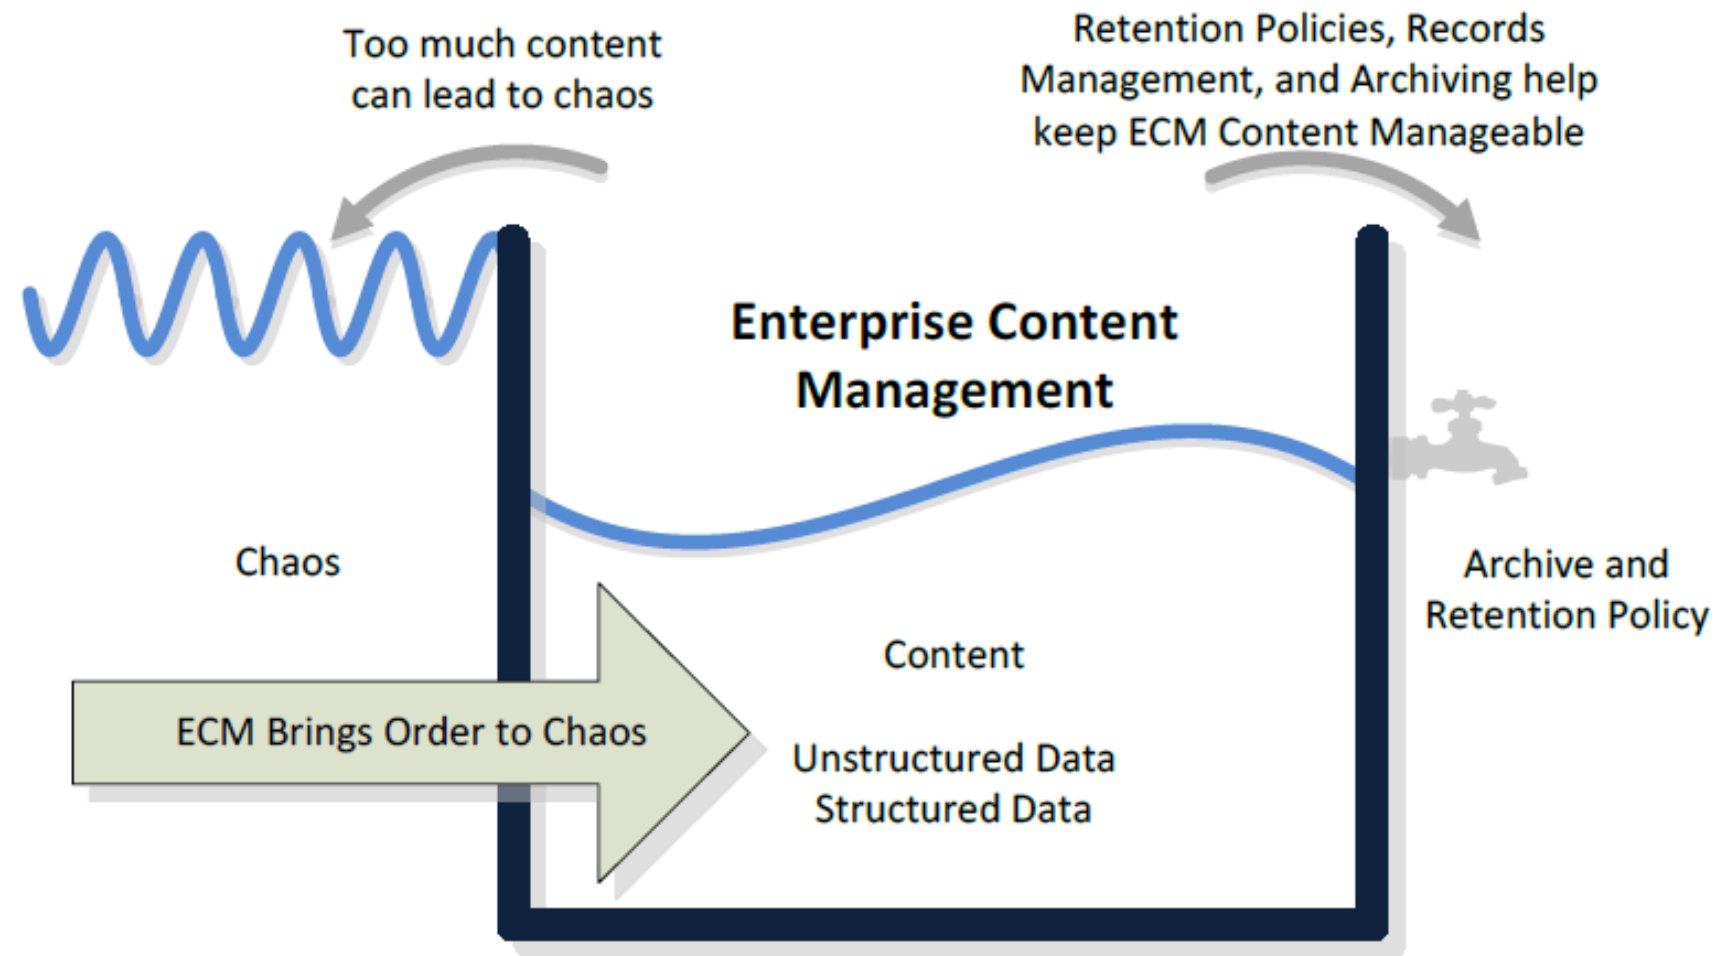 Too much content
can lead to chaos
Retention Policies, Records
Management, and Archiving help
keep ECM Content Manageable
Enterprise Content
Management
Chaos
Archive and
Retention Policy
Content
ECM Brings Order to Chaos
Unstructured Data
Structured Data